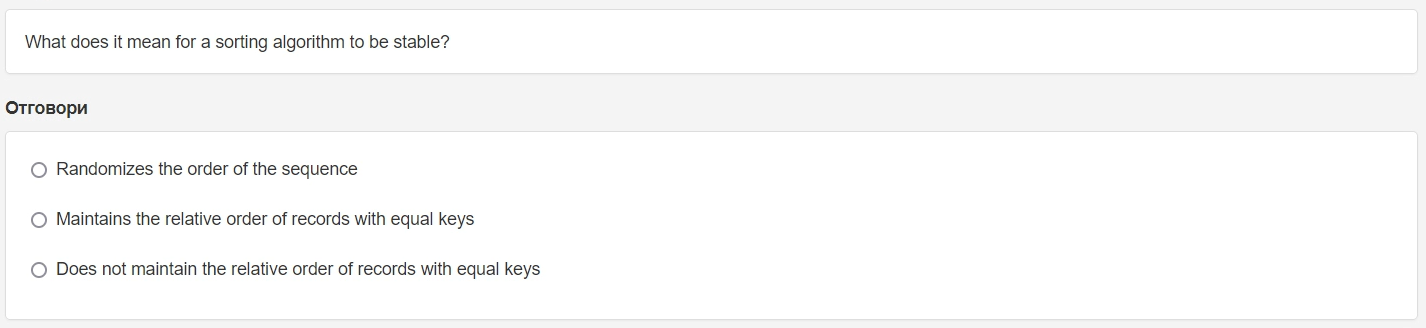 What does it mean for a sorting algorithm to be stable?
Отговори
Randomizes the order of the sequence
Maintains the relative order of records with equal keys
Does not maintain the relative order of records with equal keys